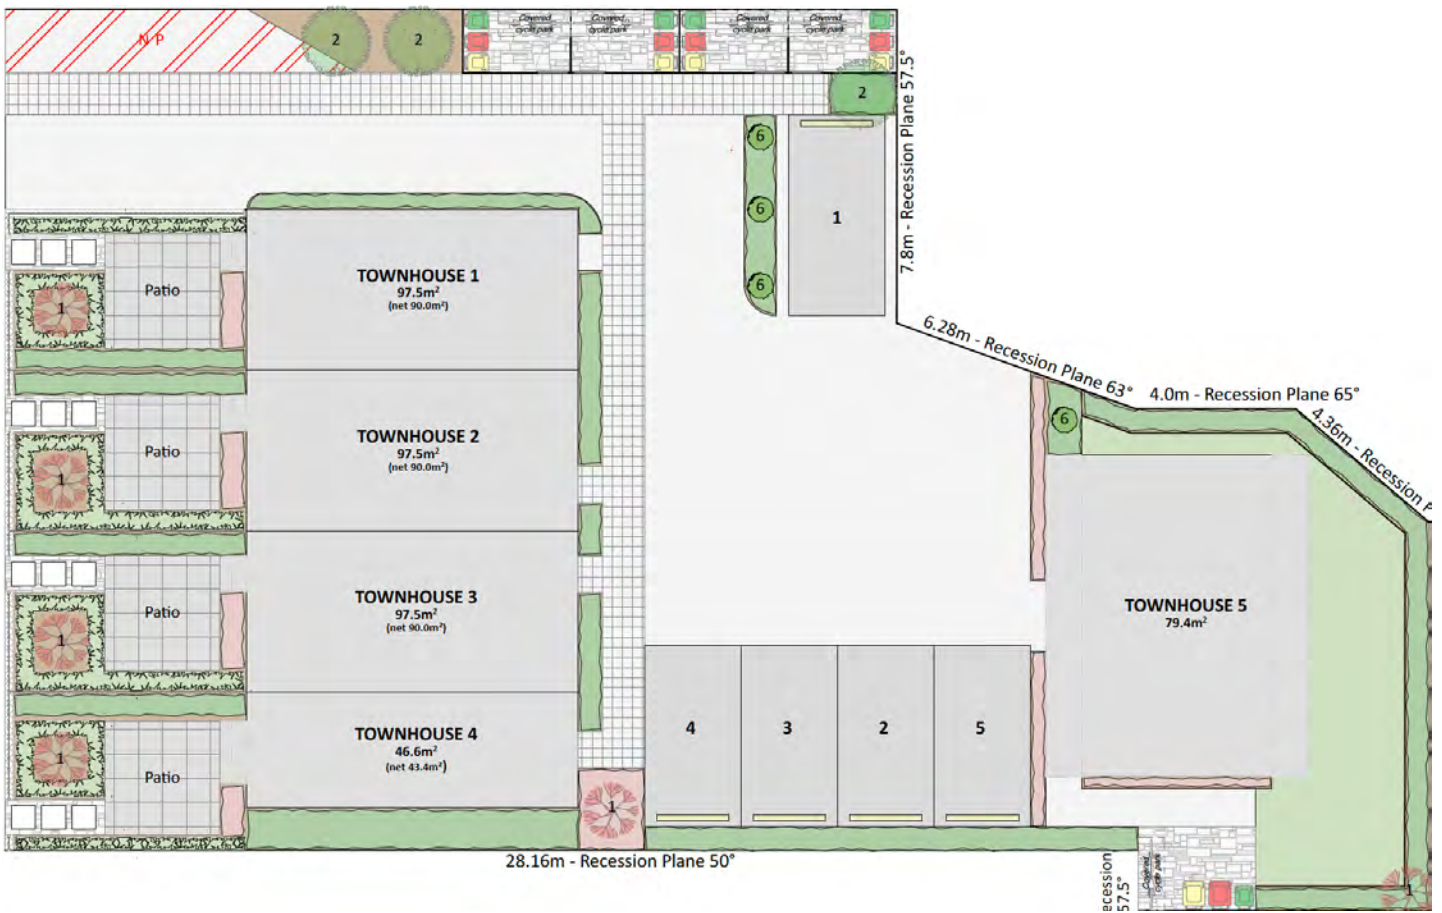 N P
2
2
Covered
cycle park
Covered
cycle park
Covered
cycle park
Covered
cycle park
2
7.8m - Recession Plane 57.5°
6
6
6
1
TOWNHOUSE 1
97.5m²
(net 90.0m²)
Patio
1
6.28m - Recession Plane 63°
4.0m - Recession Plane 65°
4.36m - Recession P
6
TOWNHOUSE 2
97.5m²
(net 90.0m²)
Patio
1
TOWNHOUSE 3
97.5m²
(net 90.0m²)
Patio
1
TOWNHOUSE 5
79.4m²
TOWNHOUSE 4
46.6m²
(net 43.4m²)
Patio
1
4
3
2
5
1
28.16m - Recession Plane 50°
ecession
57.5°
Covered
cycle park
1